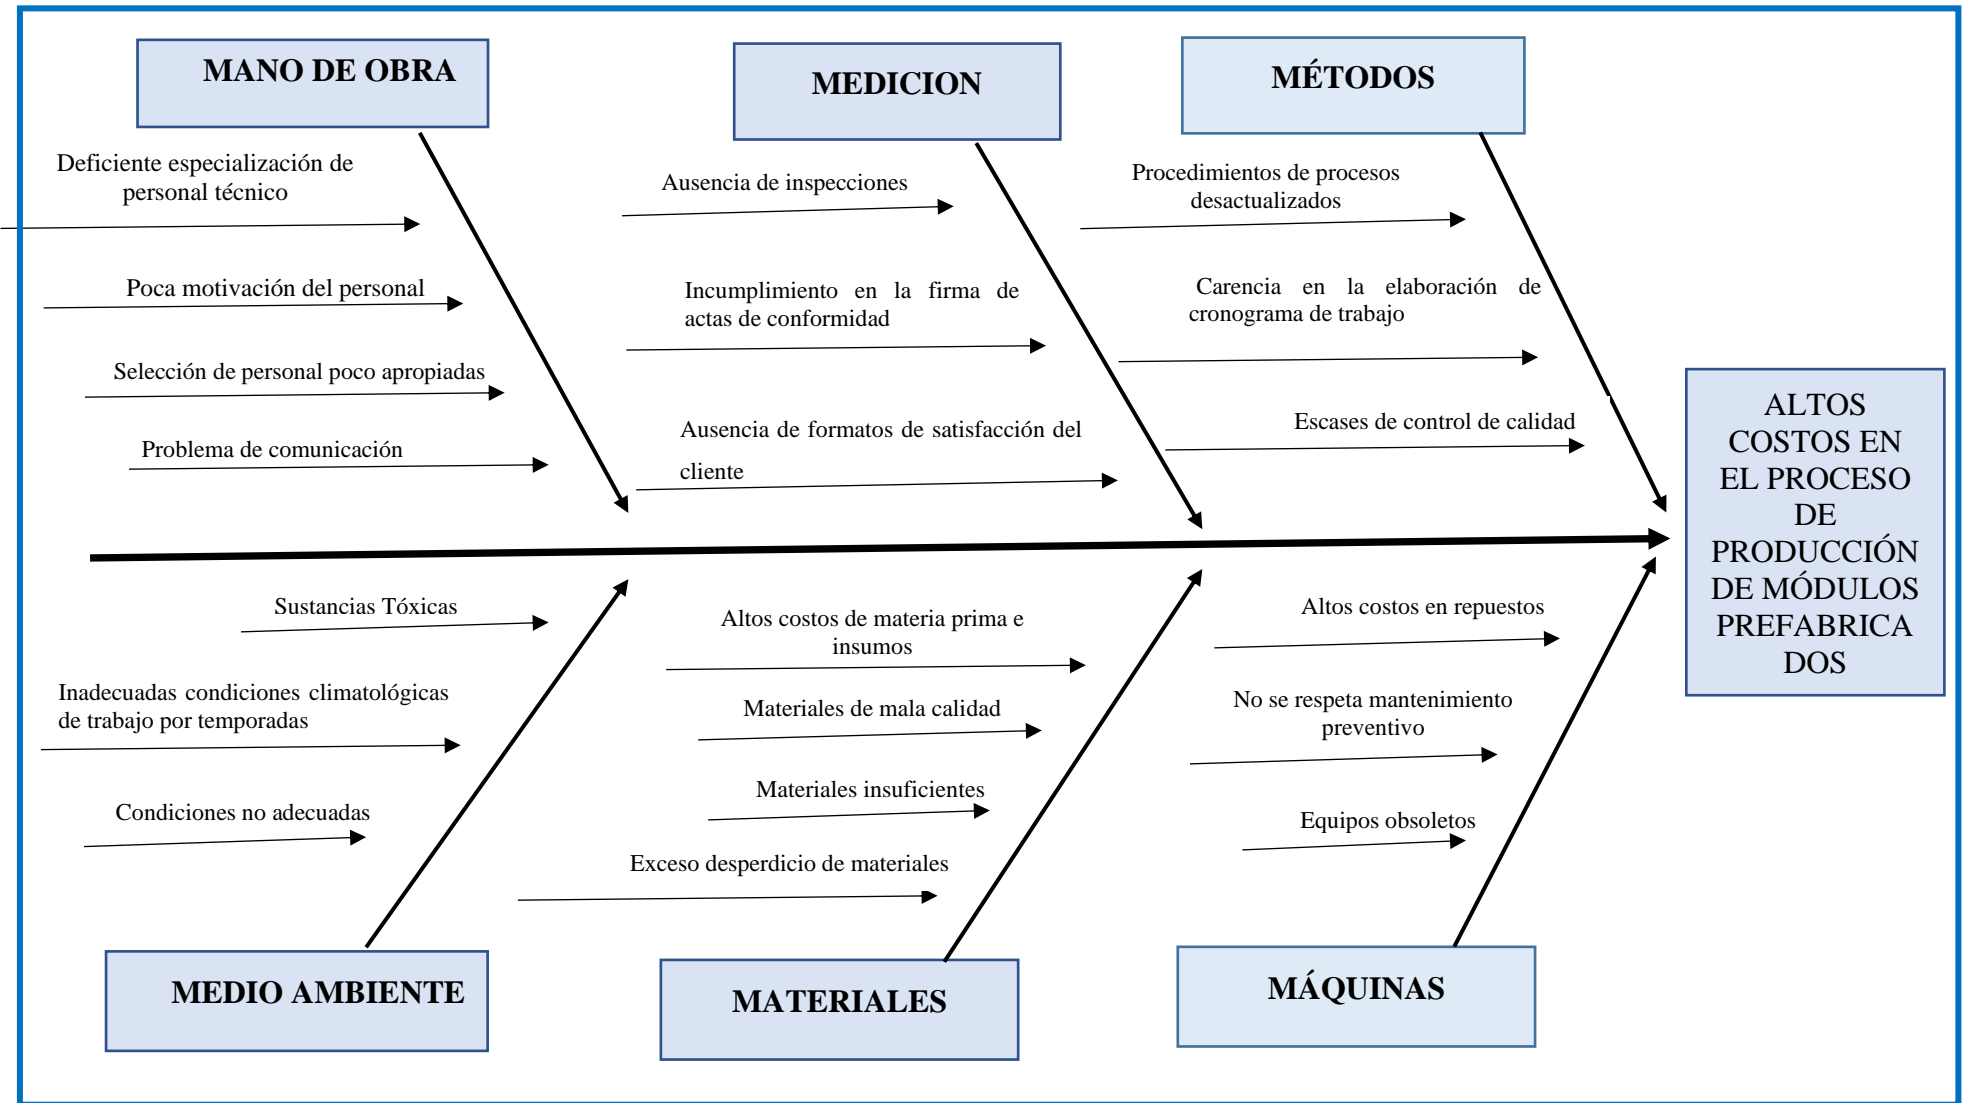 MANO DE OBRA
MEDICION
MÉTODOS
Deficiente especialización de
personal técnico
Poca motivación del personal
Selección de personal poco apropiadas
Problema de comunicación
Ausencia de inspecciones
Incumplimiento en la firma de
actas de conformidad
Ausencia de formatos de satisfacción del
cliente
Procedimientos de procesos
desactualizados
Carencia en la elaboración de
cronograma de trabajo
Escases de control de calidad
ALTOS
COSTOS EN
EL PROCESO
DE
PRODUCCIÓN
DE MÓDULOS
PREFABRICA
DOS
Sustancias Tóxicas
Inadecuadas condiciones climatológicas
de trabajo por temporadas
Condiciones no adecuadas
Altos costos de materia prima e
insumos
Materiales de mala calidad
Materiales insuficientes
Exceso desperdicio de materiales
Altos costos en repuestos
No se respeta mantenimiento
preventivo
Equipos obsoletos
MEDIO AMBIENTE
MATERIALES
MÁQUINAS